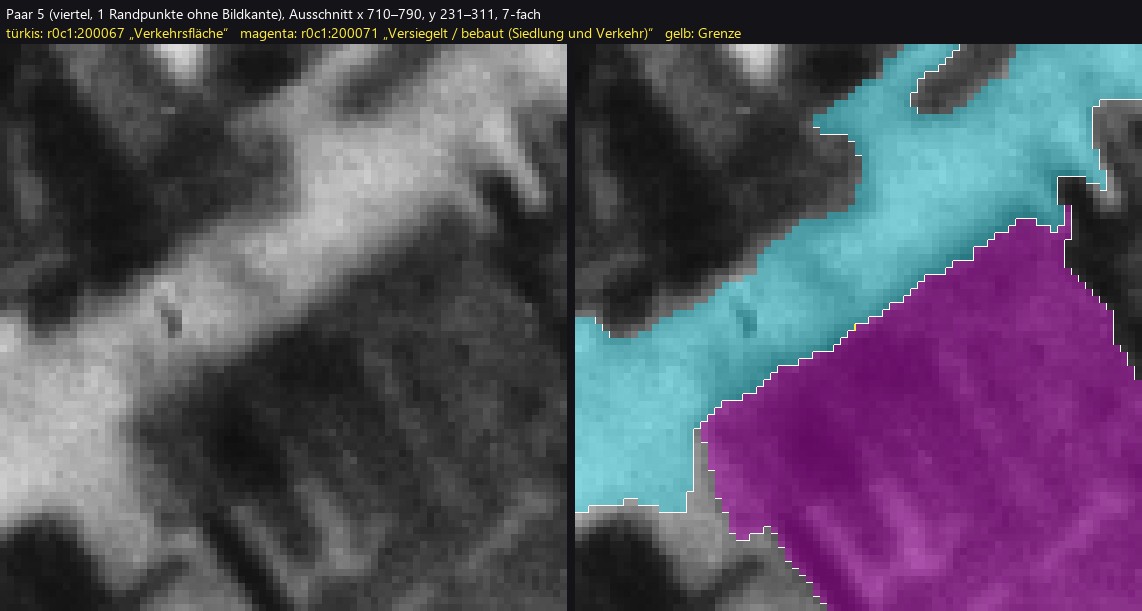 Paar 5 (viertel, 1 Randpunkte ohne Bildkante), Ausschnitt x 710–790, y 231–311, 7-fach
türkis: r0c1:200067 „Verkehrsfläche“ magenta: r0c1:200071 „Versiegelt / bebaut (Siedlung und Verkehr)“ gelb: Grenze